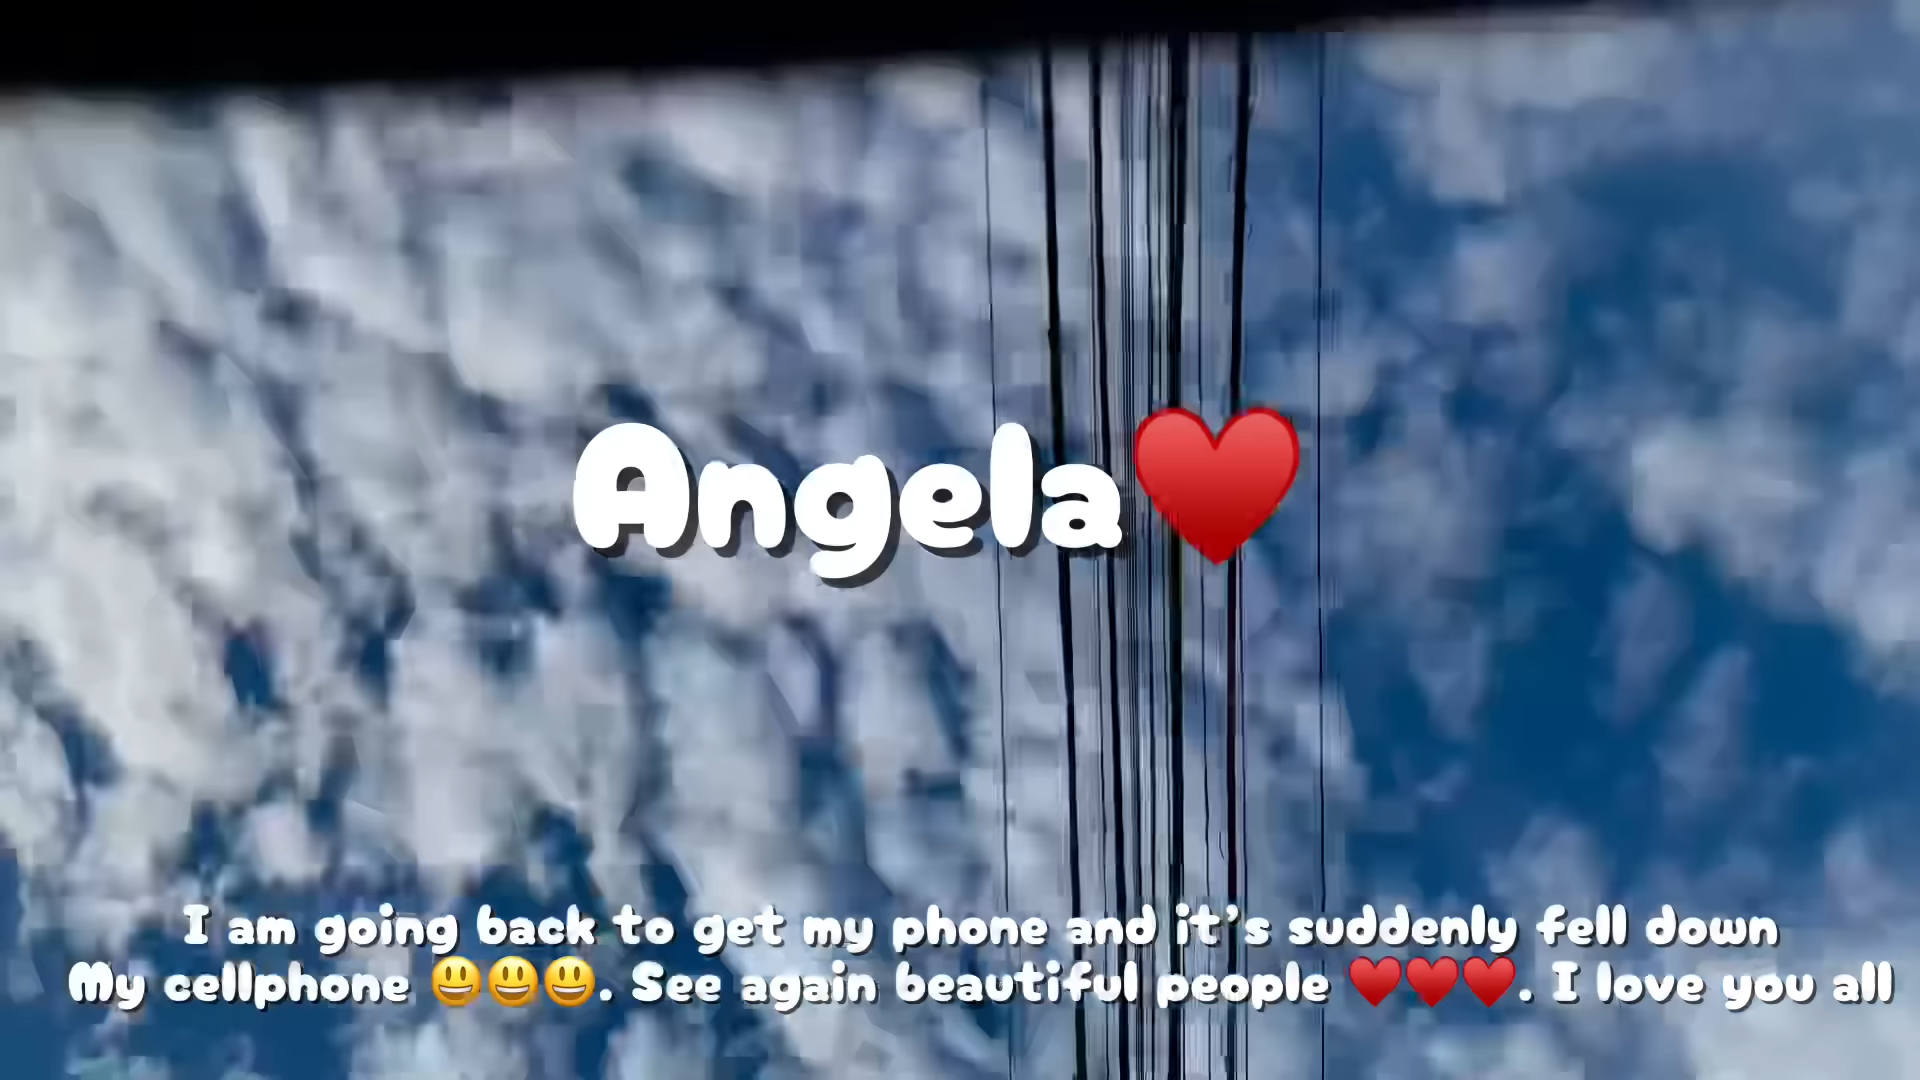 Angela❤️
I am going back to get my phone and it's suddenly fell down
My cellphone 😃😃😃. See again beautiful people ❤️❤️❤️. I love you all